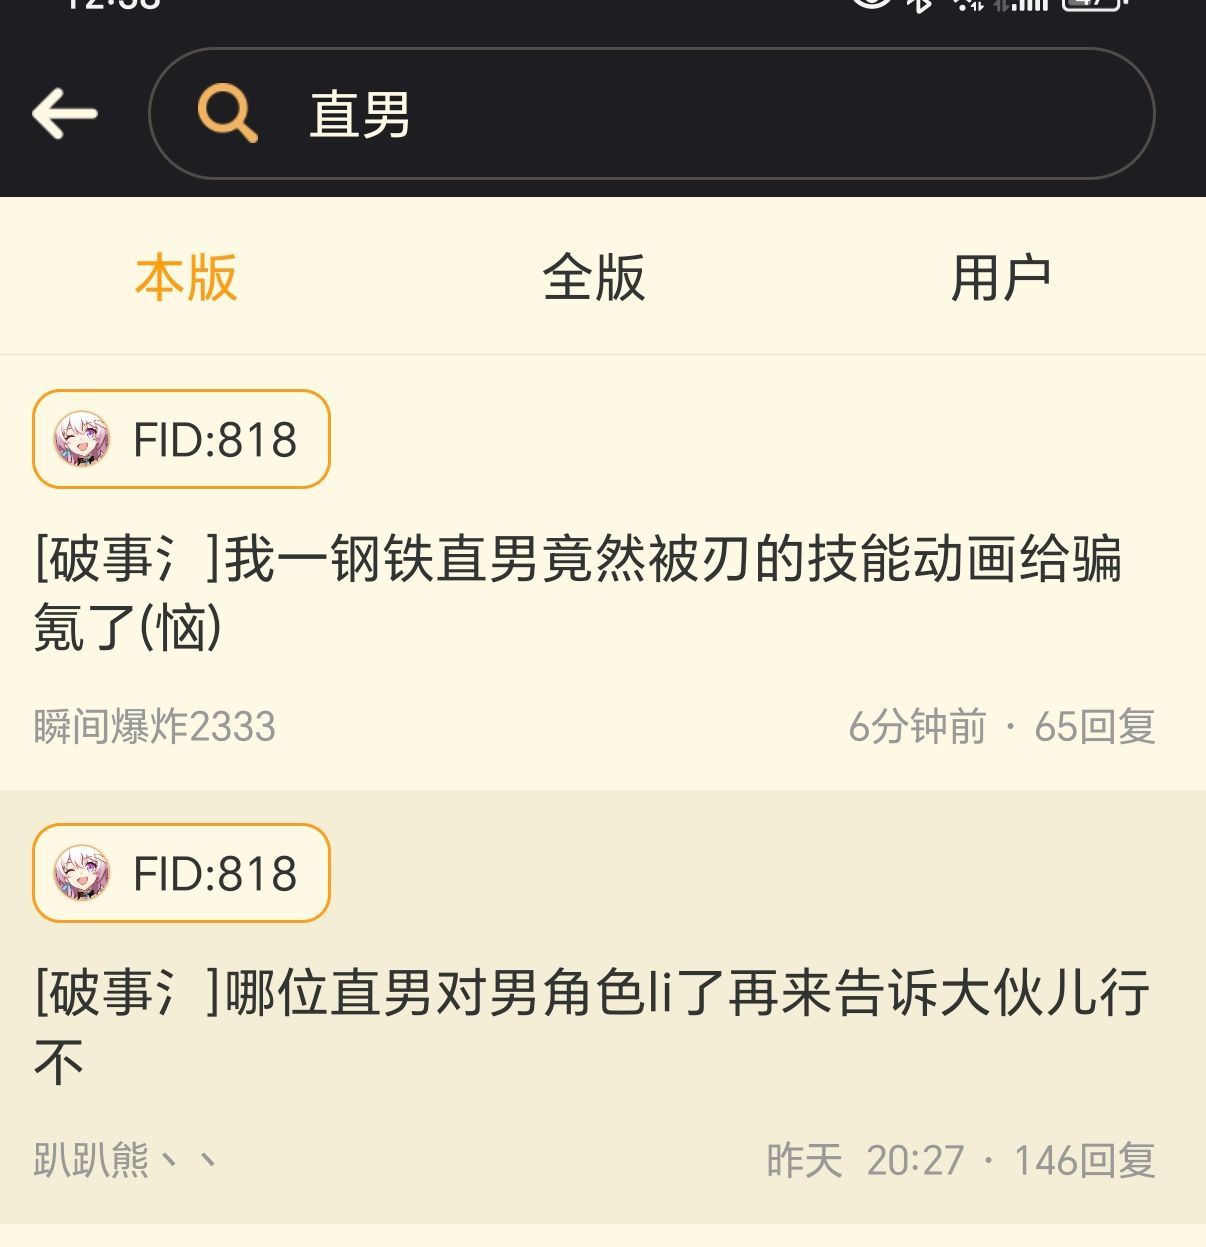 直男
本版
全版
用户
FID:818
[破事氵]我一钢铁直男竟然被刃的技能动画给骗
氪了(恼)
瞬间爆炸2333
6分钟前 · 65回复
FID:818
[破事氵]哪位直男对男角色li了再来告诉大伙儿行
不
趴趴熊丶丶
昨天 20:27 · 146回复